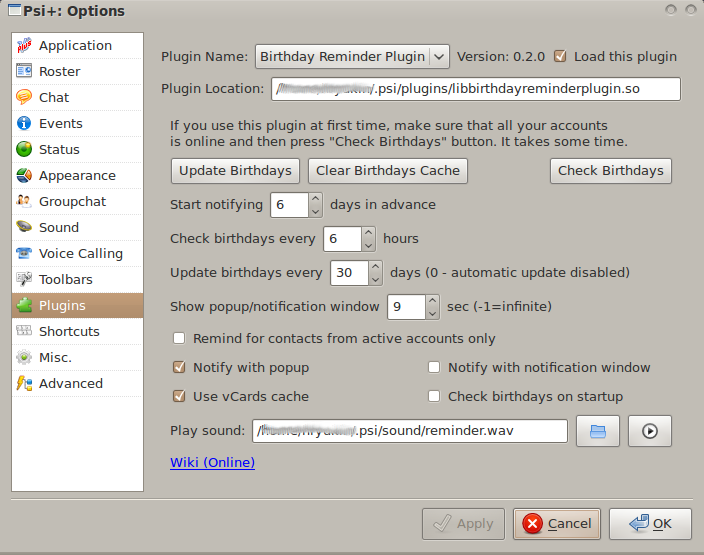 Psi+: Options
Application
Roster
Chat
Events
Status
Appearance
Groupchat
Sound
Voice Calling
Toolbars
Plugins
Shortcuts
Misc.
Advanced
Plugin Name: Birthday Reminder Plugin Version: 0.2.0 Load this plugin
Plugin Location: /.psi/plugins/libbirthdayreminderplugin.so
If you use this plugin at first time, make sure that all your accounts
is online and then press "Check Birthdays" button. It takes some time.
Update Birthdays Clear Birthdays Cache Check Birthdays
Start notifying 6 days in advance
Check birthdays every 6 hours
Update birthdays every 30 days (0 - automatic update disabled)
Show popup/notification window 9 sec (-1=infinite)
Remind for contacts from active accounts only
Notify with popup Notify with notification window
Use vCards cache Check birthdays on startup
Play sound: /.psi/sound/reminder.wav
Wiki (Online)
Apply Cancel OK